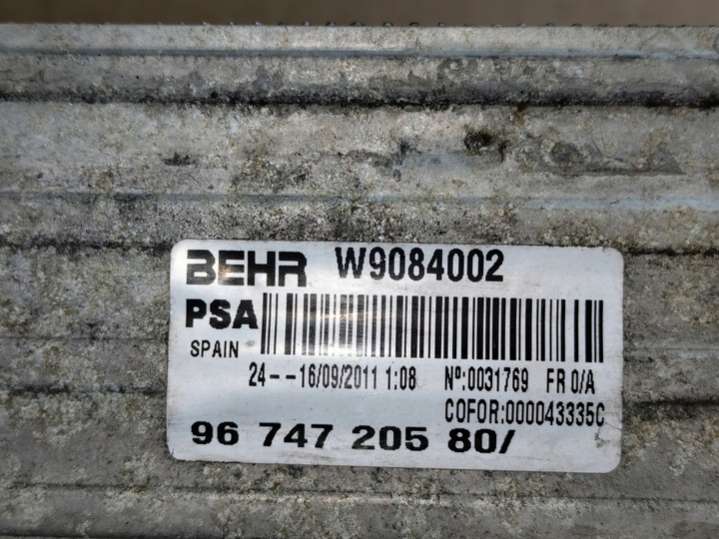 BEHR W9084002
PSA
SPAIN
24--16/09/2011 1:08 Nº:0031769 FR 0/A
COFOR:000043335C
96 747 205 80/